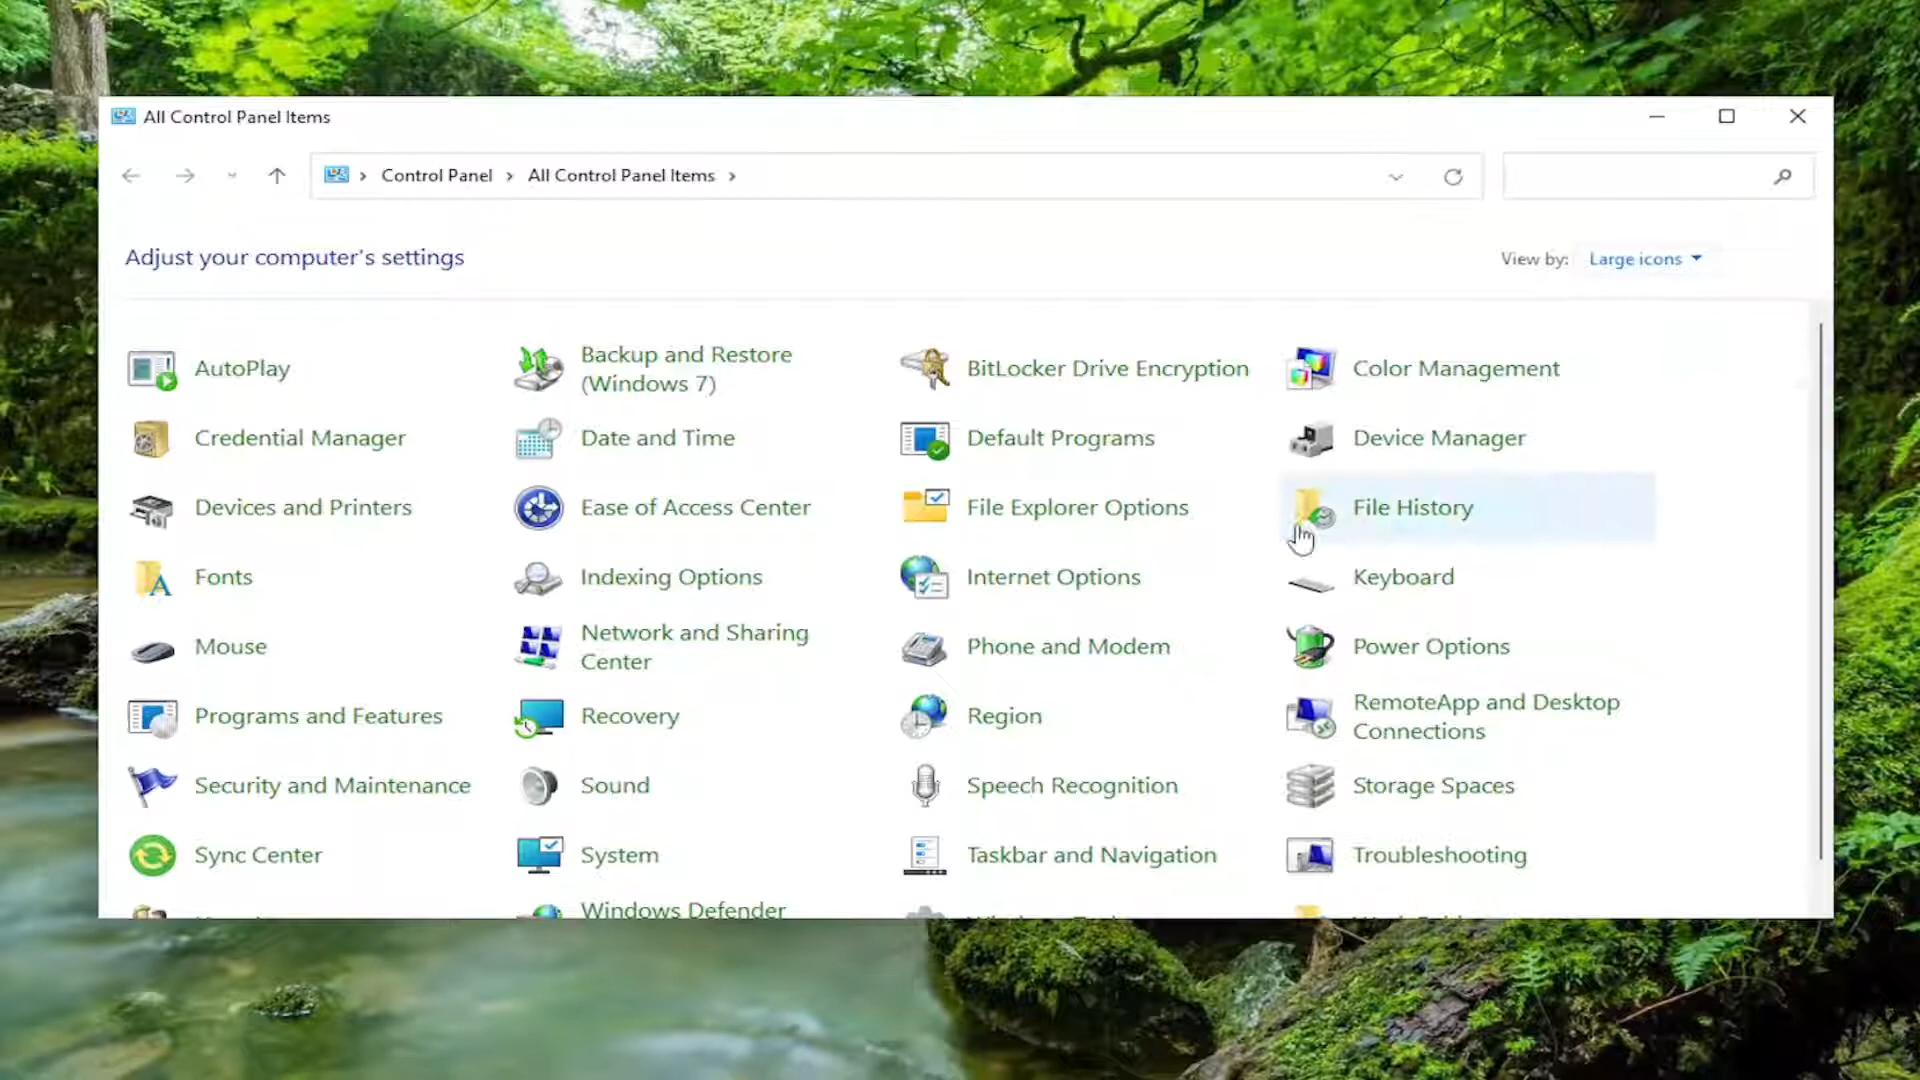 All Control Panel Items
Control Panel > All Control Panel Items >
Adjust your computer's settings
View by: Large icons
AutoPlay
Backup and Restore
(Windows 7)
BitLocker Drive Encryption
Color Management
Credential Manager
Date and Time
Default Programs
Device Manager
Devices and Printers
Ease of Access Center
File Explorer Options
File History
Fonts
Indexing Options
Internet Options
Keyboard
Mouse
Network and Sharing
Center
Phone and Modem
Power Options
Programs and Features
Recovery
Region
RemoteApp and Desktop
Connections
Security and Maintenance
Sound
Speech Recognition
Storage Spaces
Sync Center
System
Taskbar and Navigation
Troubleshooting
Windows Defender